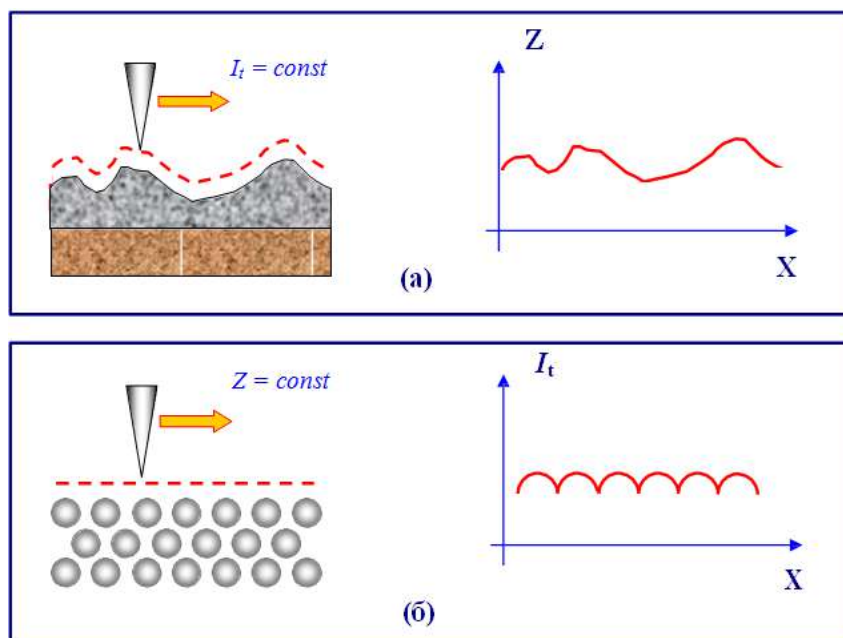 I_t = const
Z
X
(а)
Z = const
I_t
X
(б)